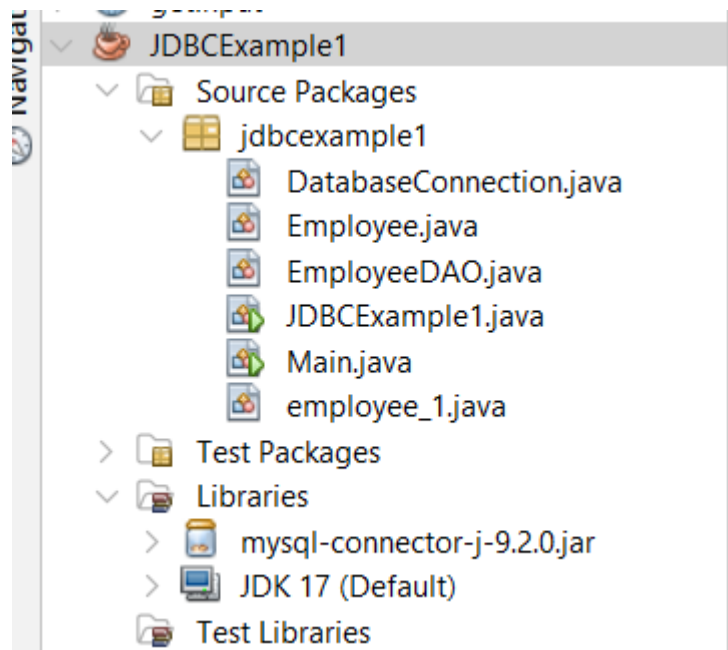 JDBCExample1
Source Packages
jdbcexample1
DatabaseConnection.java
Employee.java
EmployeeDAO.java
JDBCExample1.java
Main.java
employee_1.java
Test Packages
Libraries
mysql-connector-j-9.2.0.jar
JDK 17 (Default)
Test Libraries
Navigat